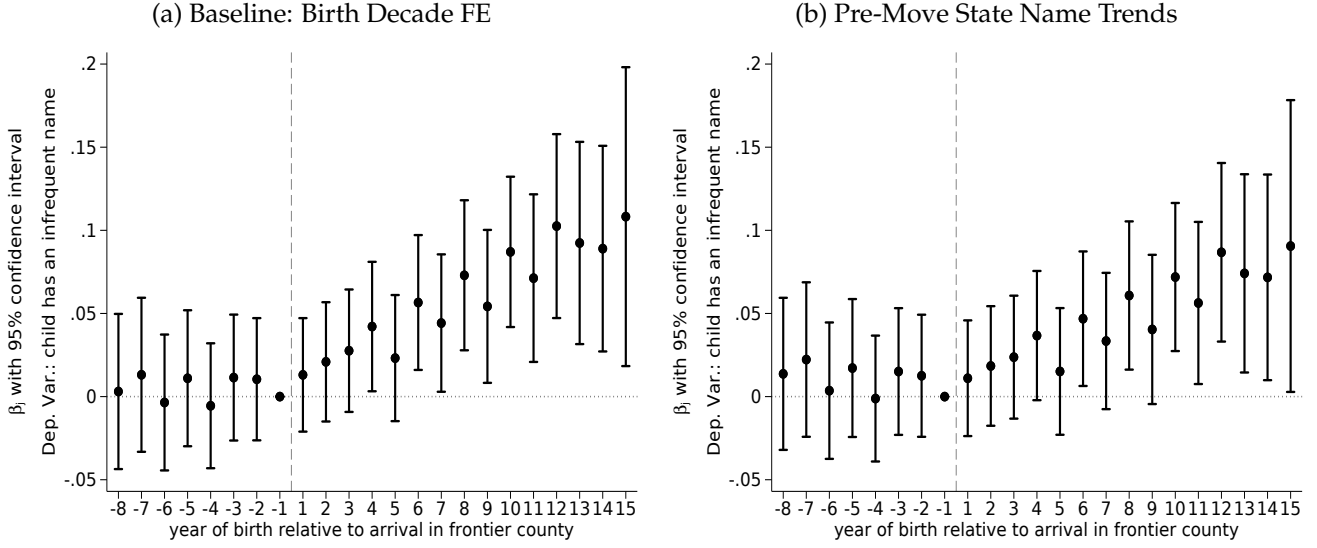 (a) Baseline: Birth Decade FE
βj with 95% confidence interval
Dep. Var.: child has an infrequent name
.2
.15
.1
.05
0
-.05
-8 -7 -6 -5 -4 -3 -2 -1 1 2 3 4 5 6 7 8 9 10 11 12 13 14 15
year of birth relative to arrival in frontier county
(b) Pre-Move State Name Trends
βj with 95% confidence interval
Dep. Var.: child has an infrequent name
.2
.15
.1
.05
0
-.05
-8 -7 -6 -5 -4 -3 -2 -1 1 2 3 4 5 6 7 8 9 10 11 12 13 14 15
year of birth relative to arrival in frontier county